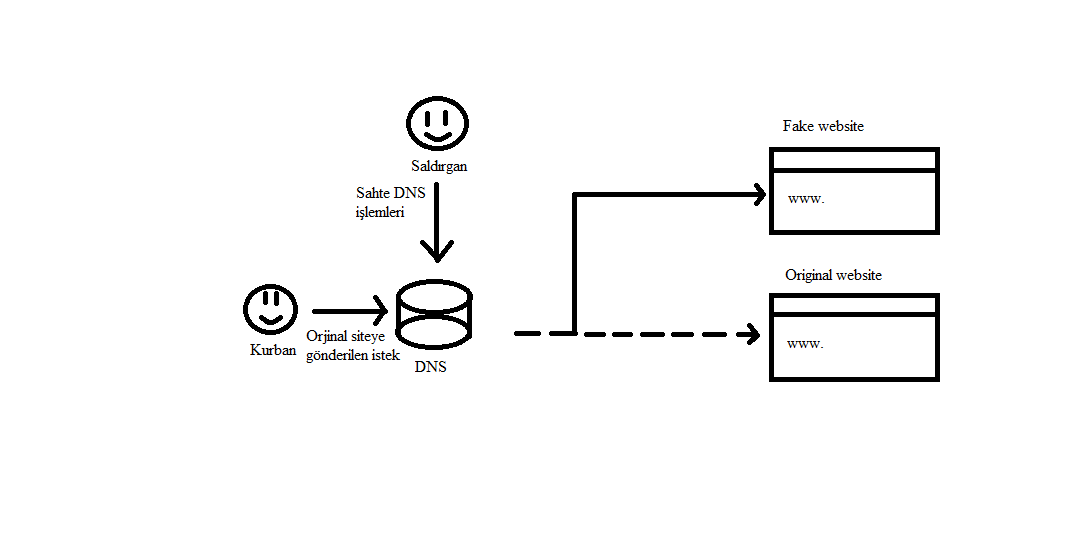 Saldırgan
Sahte DNS
işlemleri
Kurban
Orjinal siteye
gönderilen istek
DNS
Fake website
www.
Original website
www.